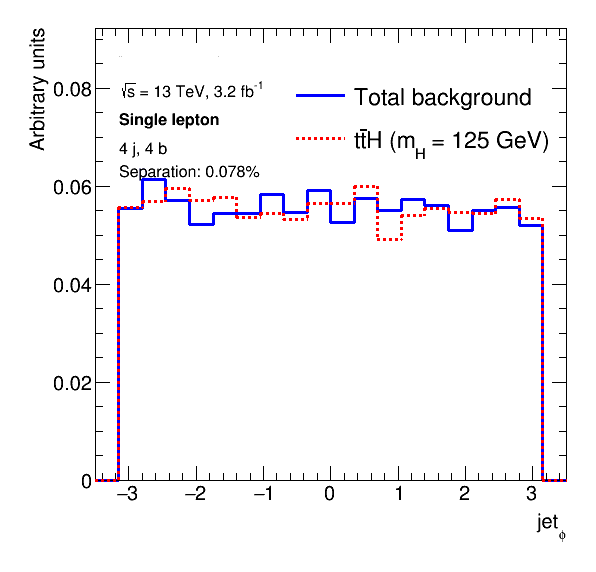 Arbitrary units
√s = 13 TeV, 3.2 fb⁻¹
Single lepton
4 j, 4 b
Separation: 0.078%
Total background
tt̄H (m_H = 125 GeV)
0.08
0.06
0.04
0.02
0
−3 −2 −1 0 1 2 3
jet_ϕ